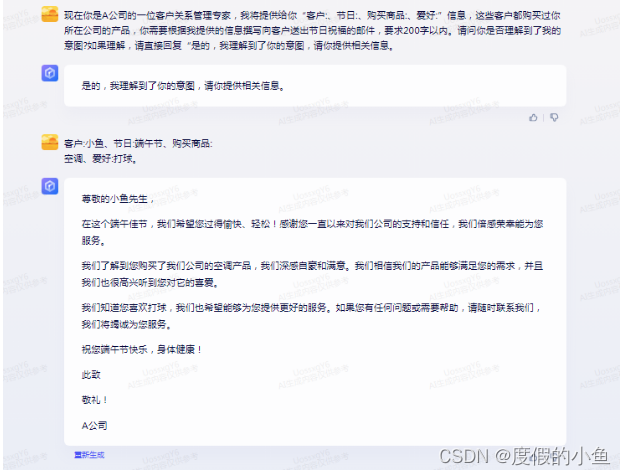 现在你是A公司的一位客户关系管理专家，我将提供给你“客户:、节日:、购买商品:、爱好:”信息，这些客户都购买过你
所在公司的产品，你需要根据我提供的信息撰写向客户送出节日祝福的邮件，要求200字以内。请问你是否理解到了我的
意图?如果理解，请直接回复“是的，我理解到了你的意图，请你提供相关信息。
是的，我理解到了你的意图，请你提供相关信息。
客户:小鱼、节日:端午节、购买商品:
空调、爱好:打球。
尊敬的小鱼先生，
在这个端午佳节，我们希望您过得愉快、轻松！感谢您一直以来对我们公司的支持和信任，我们倍感荣幸能为您
服务。
我们了解到您购买了我们公司的空调产品，我们深感自豪和满意。我们相信我们的产品能够满足您的需求，并且
我们也很高兴听到您对它的喜爱。
我们知道您喜欢打球，我们也希望能够为您提供更好的服务。如果您有任何问题或需要帮助，请随时联系我们，
我们将竭诚为您服务。
祝您端午节快乐，身体健康！
此致
敬礼！
A公司
重新生成
CSDN @度假的小鱼